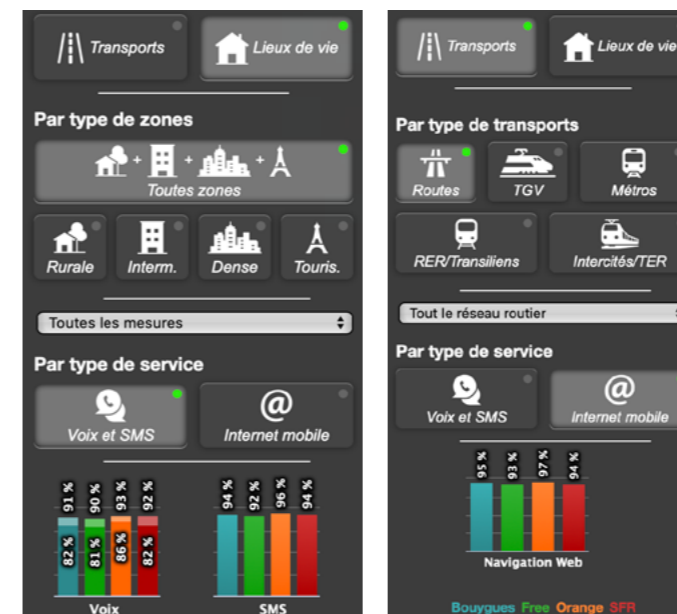 Transports Lieux de vie
Par type de zones
+ + +
Toutes zones
Rurale Interm. Dense Touris.
Toutes les mesures
Par type de service
Voix et SMS @ Internet mobile
91 % 90 % 93 % 92 %
82 % 81 % 86 % 82 %
94 % 92 % 96 % 94 %
Voix SMS
Transports Lieux de vie
Par type de transports
Routes TGV Métros
RER/Transiliens Intercités/TER
Tout le réseau routier
Par type de service
Voix et SMS @ Internet mobile
95 % 93 % 97 % 94 %
Navigation Web
Bouygues Free Orange SFR